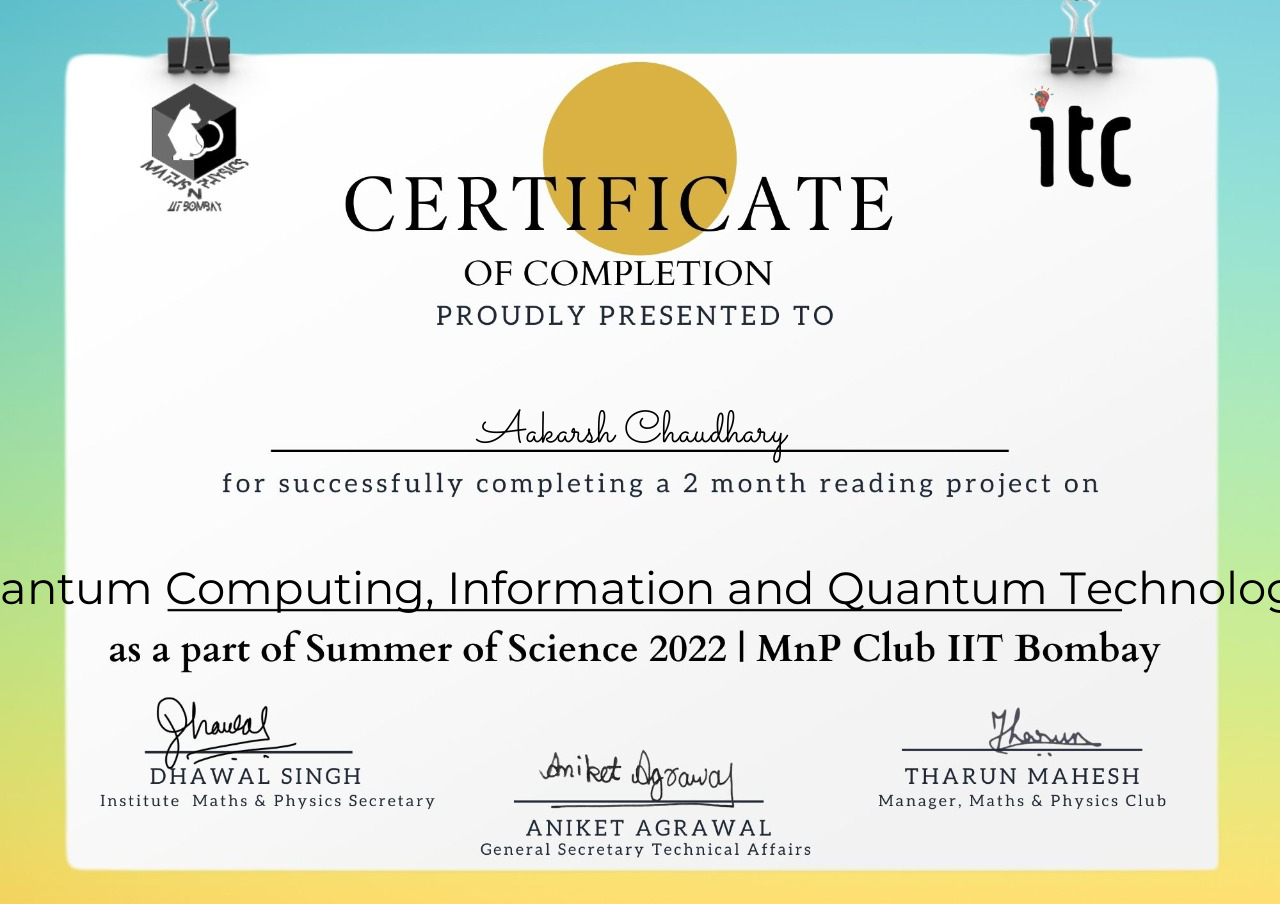 MATHS N PHYSICS
IIT BOMBAY
itc
CERTIFICATE
OF COMPLETION
PROUDLY PRESENTED TO
Aakarsh Chaudhary
for successfully completing a 2 month reading project on
antum Computing, Information and Quantum Technolog
as a part of Summer of Science 2022 | MnP Club IIT Bombay
Dhawal
DHAWAL SINGH
Institute Maths & Physics Secretary
Aniket Agrawal
ANIKET AGRAWAL
General Secretary Technical Affairs
Tharun
THARUN MAHESH
Manager, Maths & Physics Club